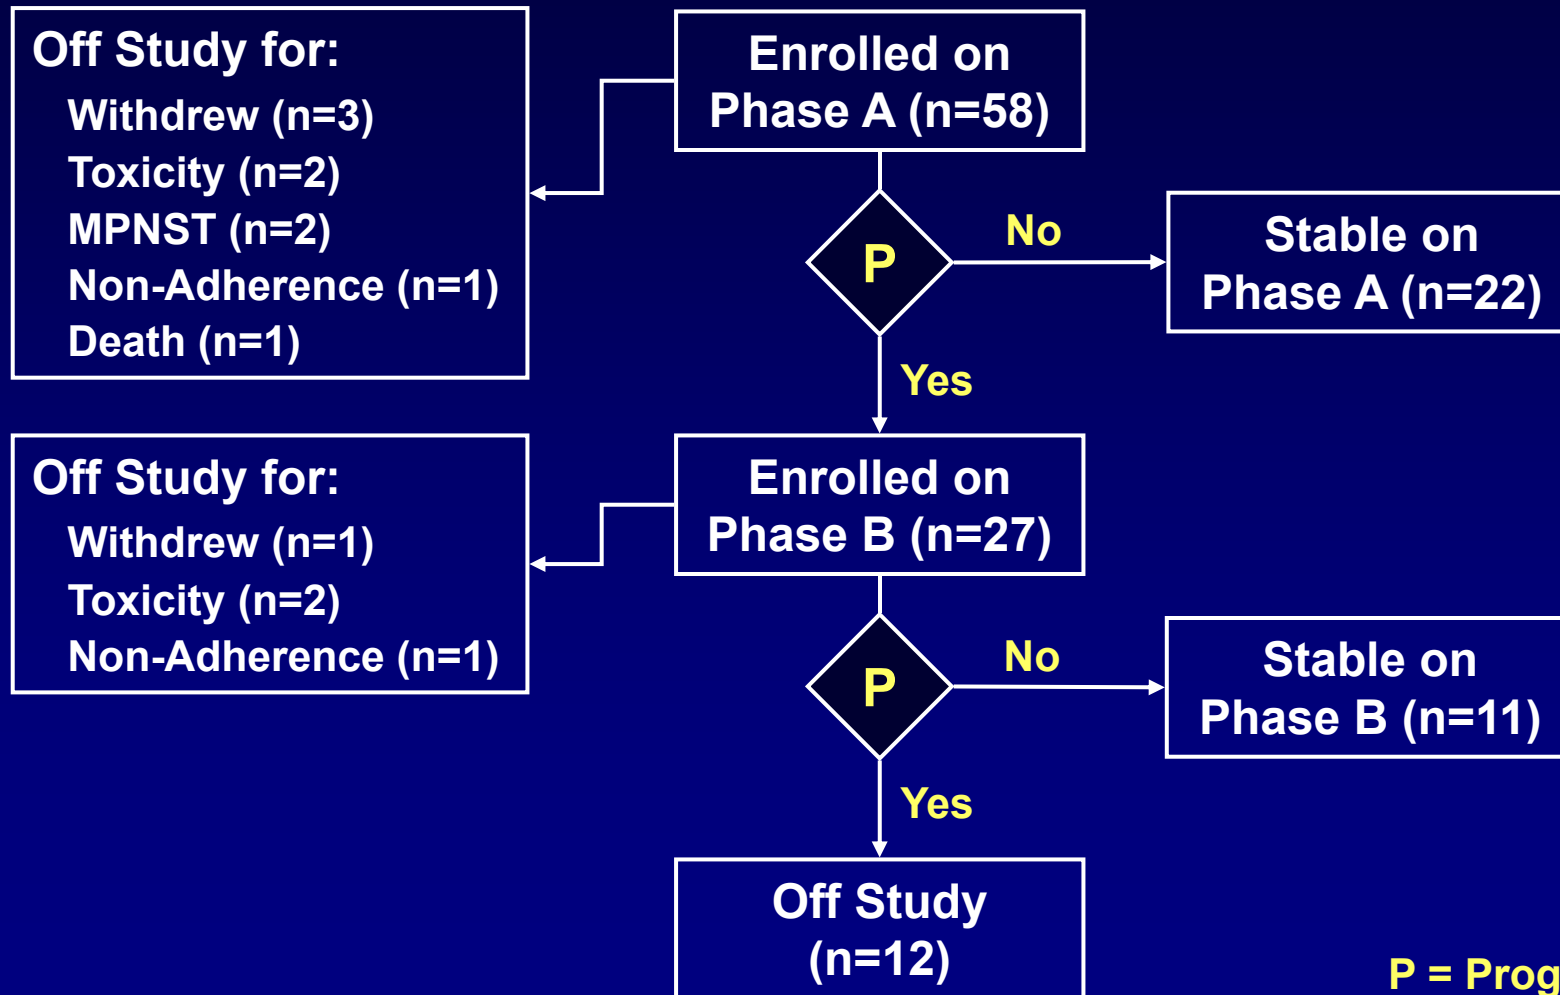 Off Study for:
Withdrew (n=3)
Toxicity (n=2)
MPNST (n=2)
Non-Adherence (n=1)
Death (n=1)
Enrolled on
Phase A (n=58)
P
No
Stable on
Phase A (n=22)
Yes
Off Study for:
Withdrew (n=1)
Toxicity (n=2)
Non-Adherence (n=1)
Enrolled on
Phase B (n=27)
P
No
Stable on
Phase B (n=11)
Yes
Off Study
(n=12)
P = Prog